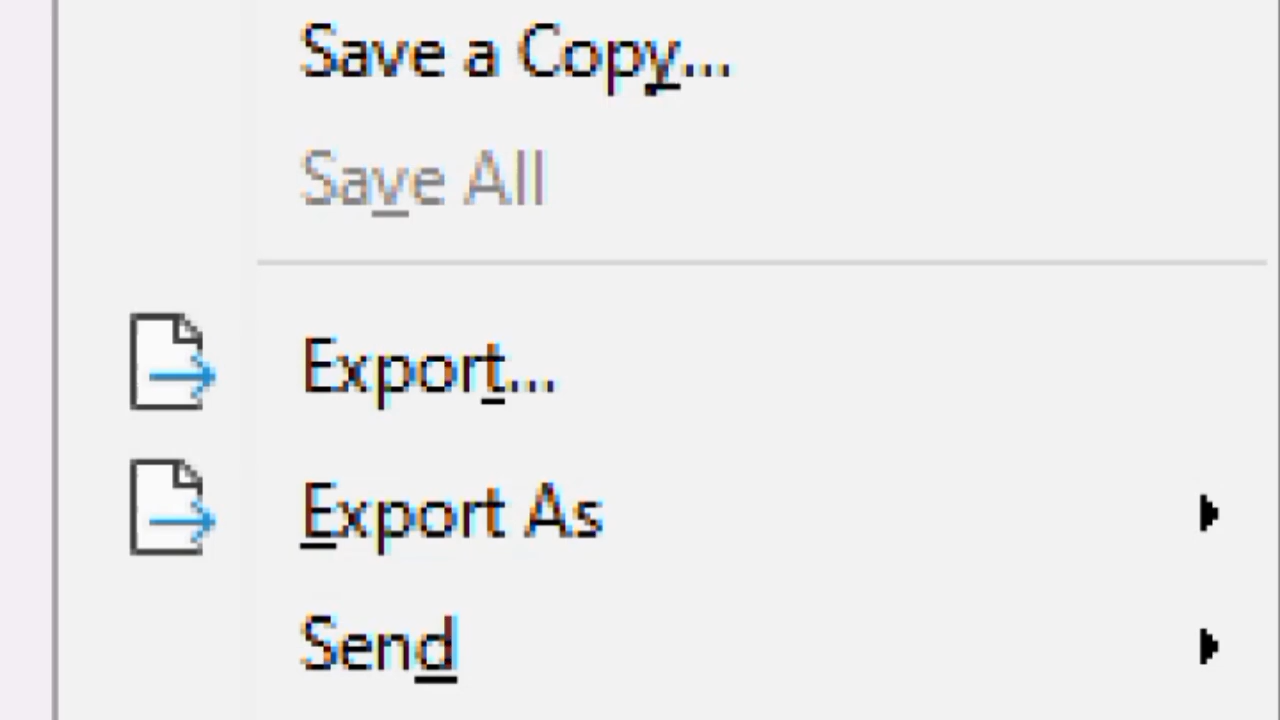 Save a Copy...
Save All
Export...
Export As
Send